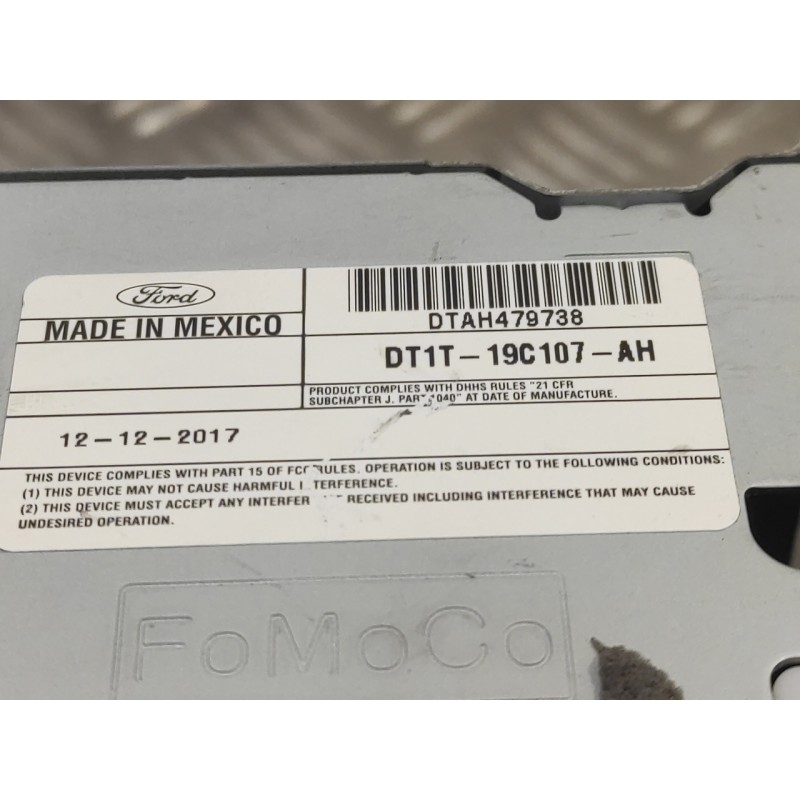 Ford
MADE IN MEXICO
DTAH479738
DT1T-19C107-AH
PRODUCT COMPLIES WITH DHHS RULES "21 CFR
SUBCHAPTER J. PART 1040" AT DATE OF MANUFACTURE.
12-12-2017
THIS DEVICE COMPLIES WITH PART 15 OF FCC RULES. OPERATION IS SUBJECT TO THE FOLLOWING CONDITIONS:
(1) THIS DEVICE MAY NOT CAUSE HARMFUL INTERFERENCE.
(2) THIS DEVICE MUST ACCEPT ANY RECEIVED INCLUDING INTERFERENCE THAT MAY CAUSE
UNDESIRED OPERATION.
FoMoCo